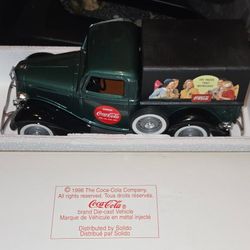 Coca-Cola
© 1996 The Coca-Cola Company.
All rights reserved. Tous droits réservés.
Coca-Cola
brand Die-cast Vehicle
Marque de Véhicule en métal injecté
Distributed by Solido
Distribué par Solido